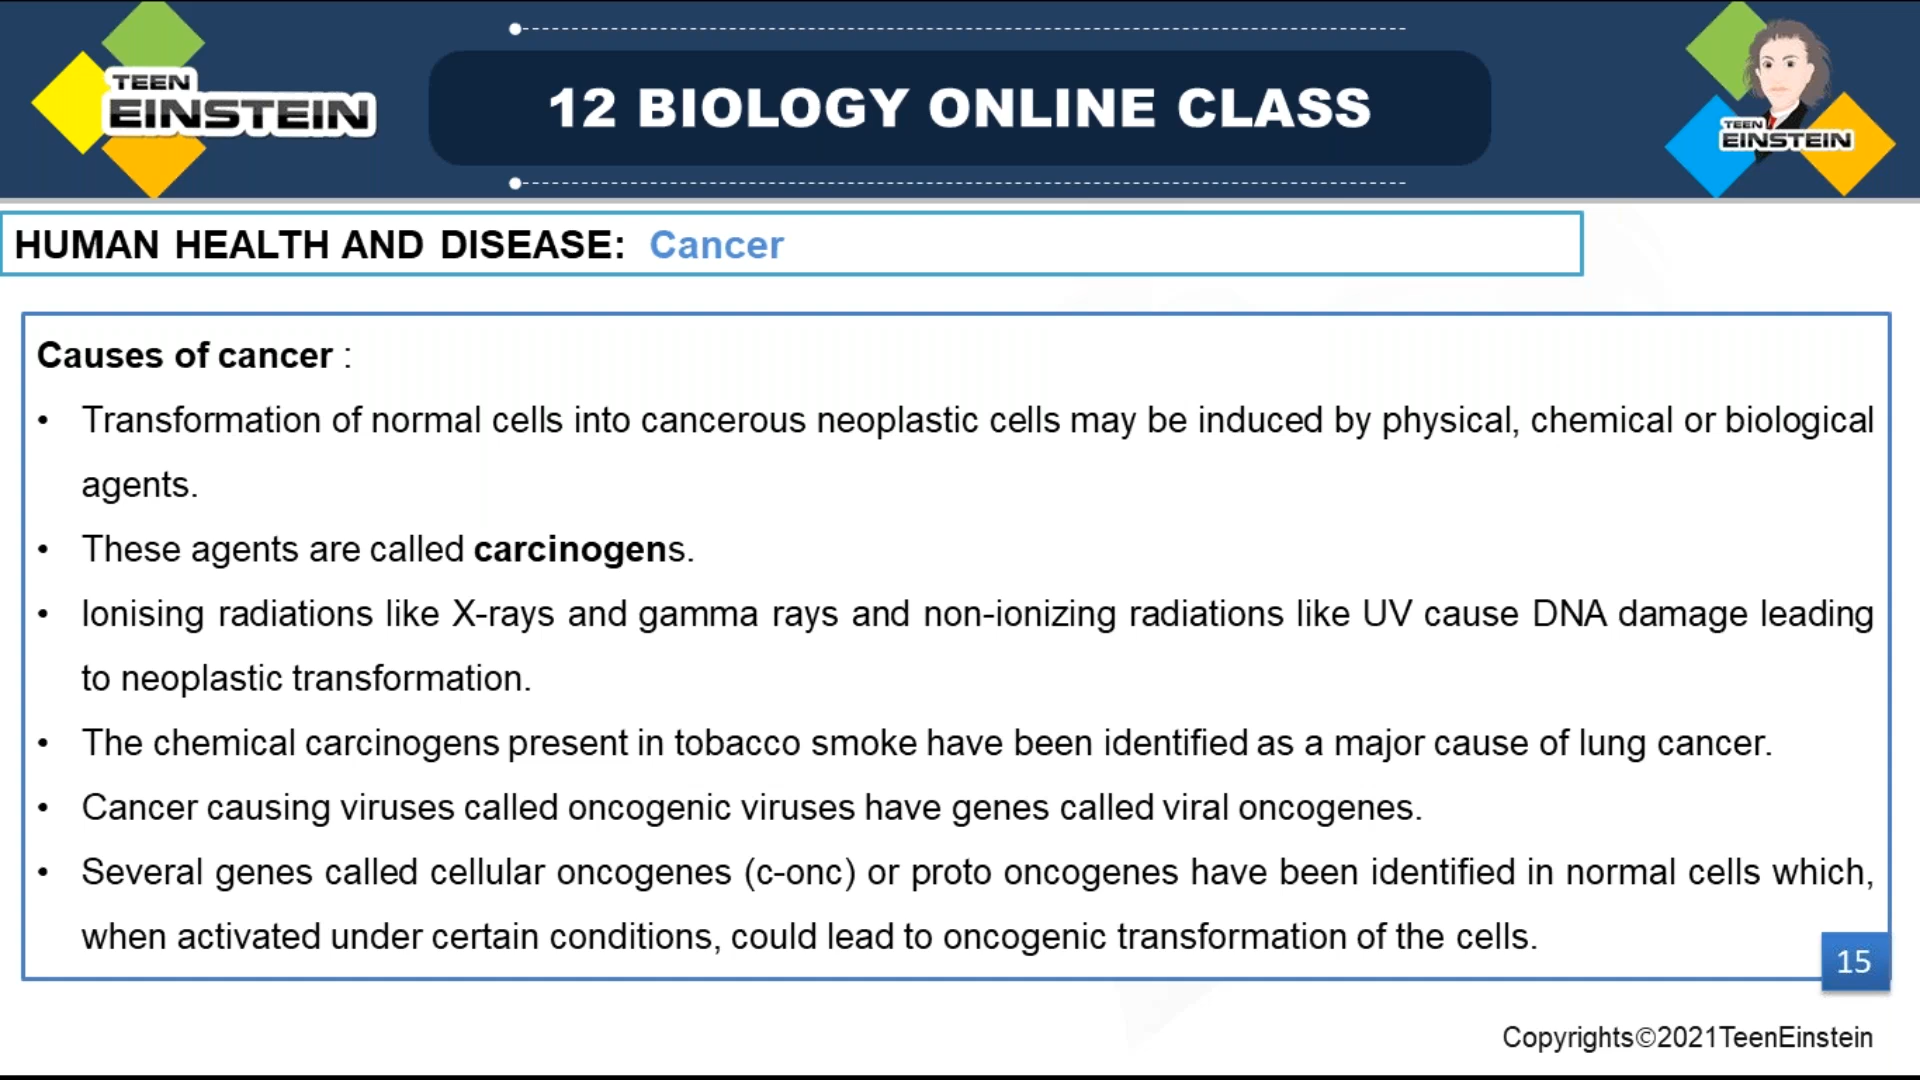 TEEN
EINSTEIN
12 BIOLOGY ONLINE CLASS
TEEN
EINSTEIN
HUMAN HEALTH AND DISEASE: Cancer
Causes of cancer :
• Transformation of normal cells into cancerous neoplastic cells may be induced by physical, chemical or biological
agents.
• These agents are called carcinogens.
• Ionising radiations like X-rays and gamma rays and non-ionizing radiations like UV cause DNA damage leading
to neoplastic transformation.
• The chemical carcinogens present in tobacco smoke have been identified as a major cause of lung cancer.
• Cancer causing viruses called oncogenic viruses have genes called viral oncogenes.
• Several genes called cellular oncogenes (c-onc) or proto oncogenes have been identified in normal cells which,
when activated under certain conditions, could lead to oncogenic transformation of the cells.
15
Copyrights©2021TeenEinstein